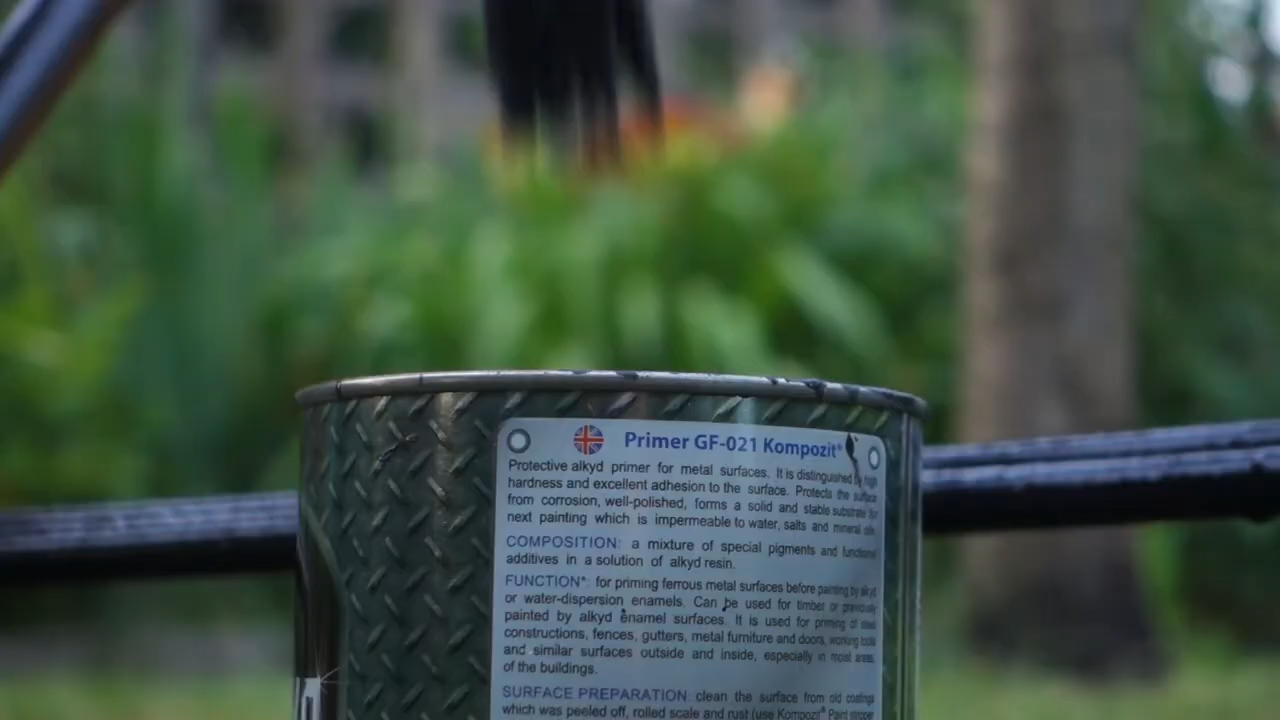 Primer GF-021 Kompozit®
Protective alkyd primer for metal surfaces. It is distinguished by high
hardness and excellent adhesion to the surface. Protects the surface
from corrosion, well-polished, forms a solid and stable substrate for
next painting which is impermeable to water, salts and mineral oils.
COMPOSITION: a mixture of special pigments and functional
additives in a solution of alkyd resin.
FUNCTION*: for priming ferrous metal surfaces before painting by alkyd
or water-dispersion enamels. Can be used for timber or previously
painted by alkyd enamel surfaces. It is used for priming of steel
constructions, fences, gutters, metal furniture and doors, working tools
and similar surfaces outside and inside, especially in moist areas
of the buildings.
SURFACE PREPARATION: clean the surface from old coatings
which was peeled off, rolled scale and rust (use Kompozit® Paint stripper